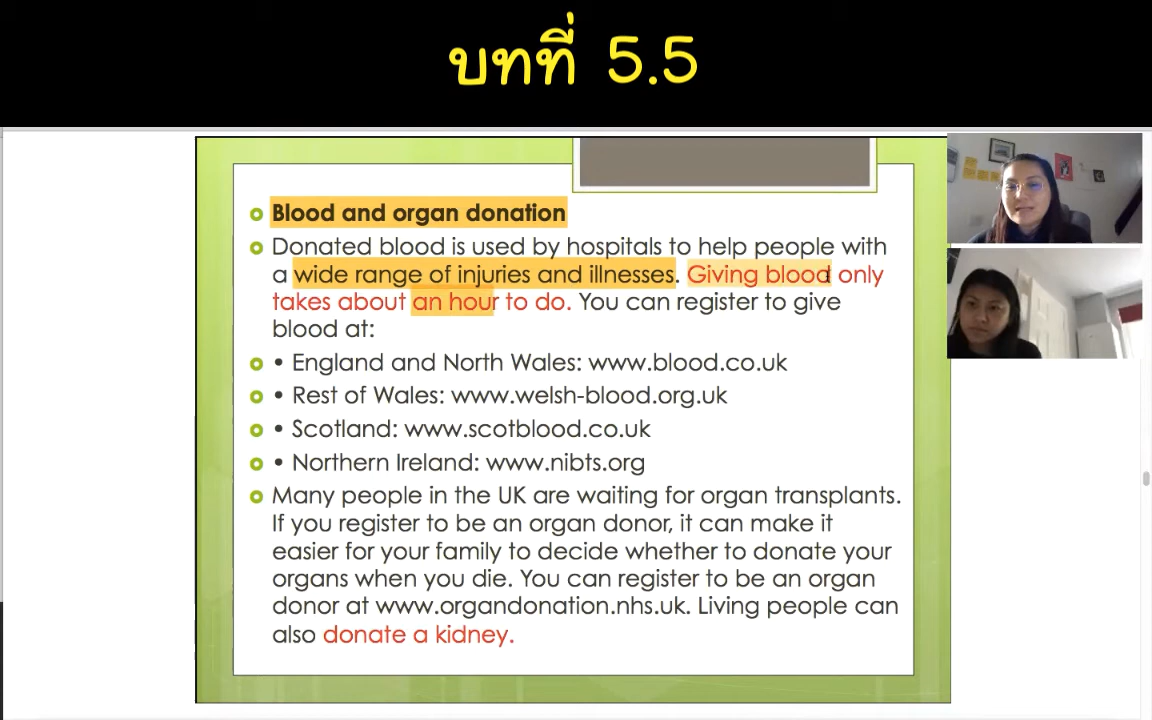 บทที่ 5.5
Blood and organ donation
Donated blood is used by hospitals to help people with
a wide range of injuries and illnesses. Giving blood only
takes about an hour to do. You can register to give
blood at:
• England and North Wales: www.blood.co.uk
• Rest of Wales: www.welsh-blood.org.uk
• Scotland: www.scotblood.co.uk
• Northern Ireland: www.nibts.org
Many people in the UK are waiting for organ transplants.
If you register to be an organ donor, it can make it
easier for your family to decide whether to donate your
organs when you die. You can register to be an organ
donor at www.organdonation.nhs.uk. Living people can
also donate a kidney.